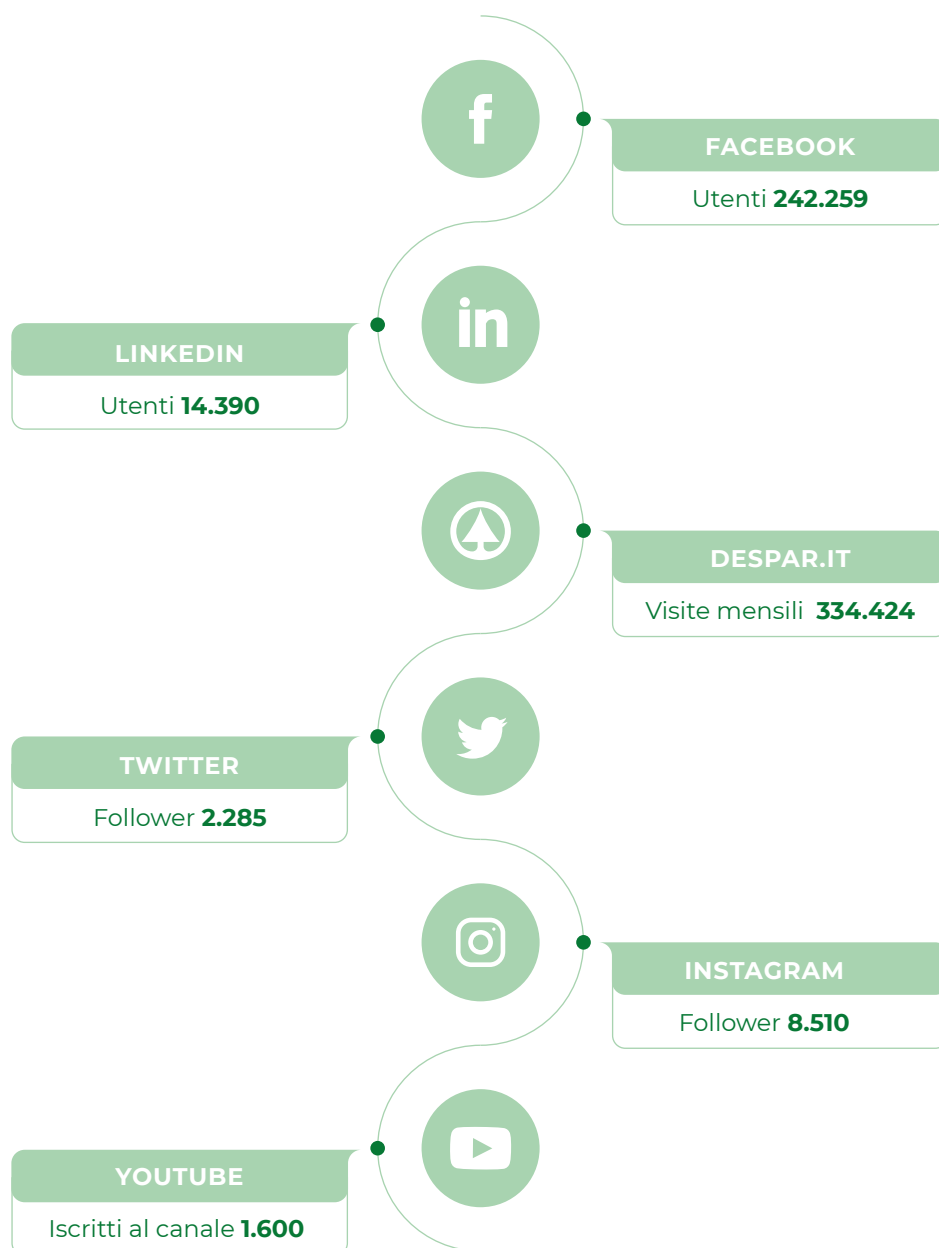 FACEBOOK
Utenti 242.259
LINKEDIN
Utenti 14.390
DESPAR.IT
Visite mensili 334.424
TWITTER
Follower 2.285
INSTAGRAM
Follower 8.510
YOUTUBE
Iscritti al canale 1.600